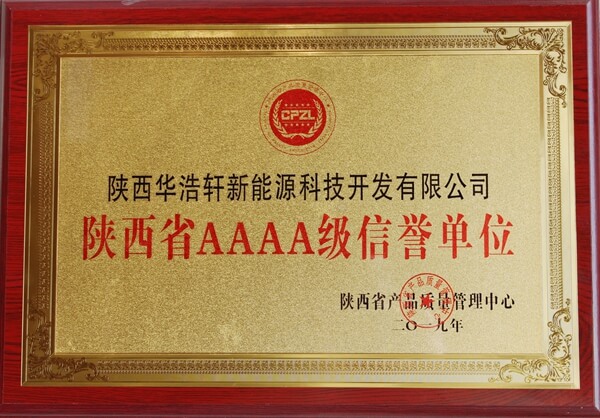 CPZL
陕西华浩轩新能源科技开发有限公司
陕西省AAAA级信誉单位
陕西省产品质量管理中心
二〇一九年